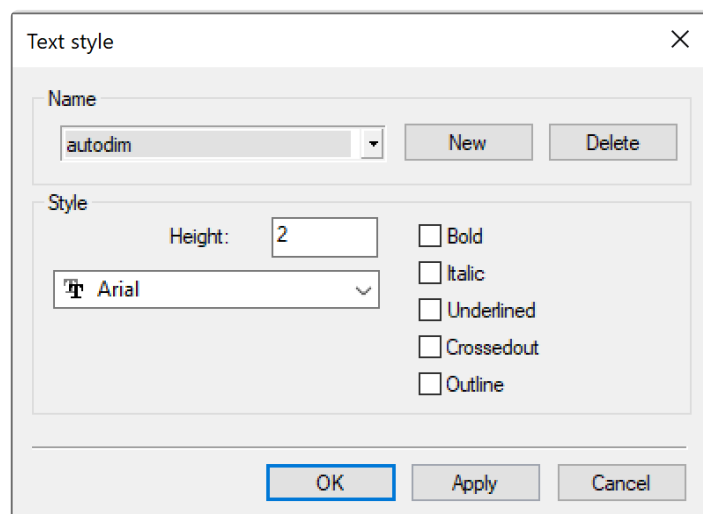 Text style
Name
autodim
New
Delete
Style
Height: 2
Bold
Arial
Italic
Underlined
Crossedout
Outline
OK
Apply
Cancel